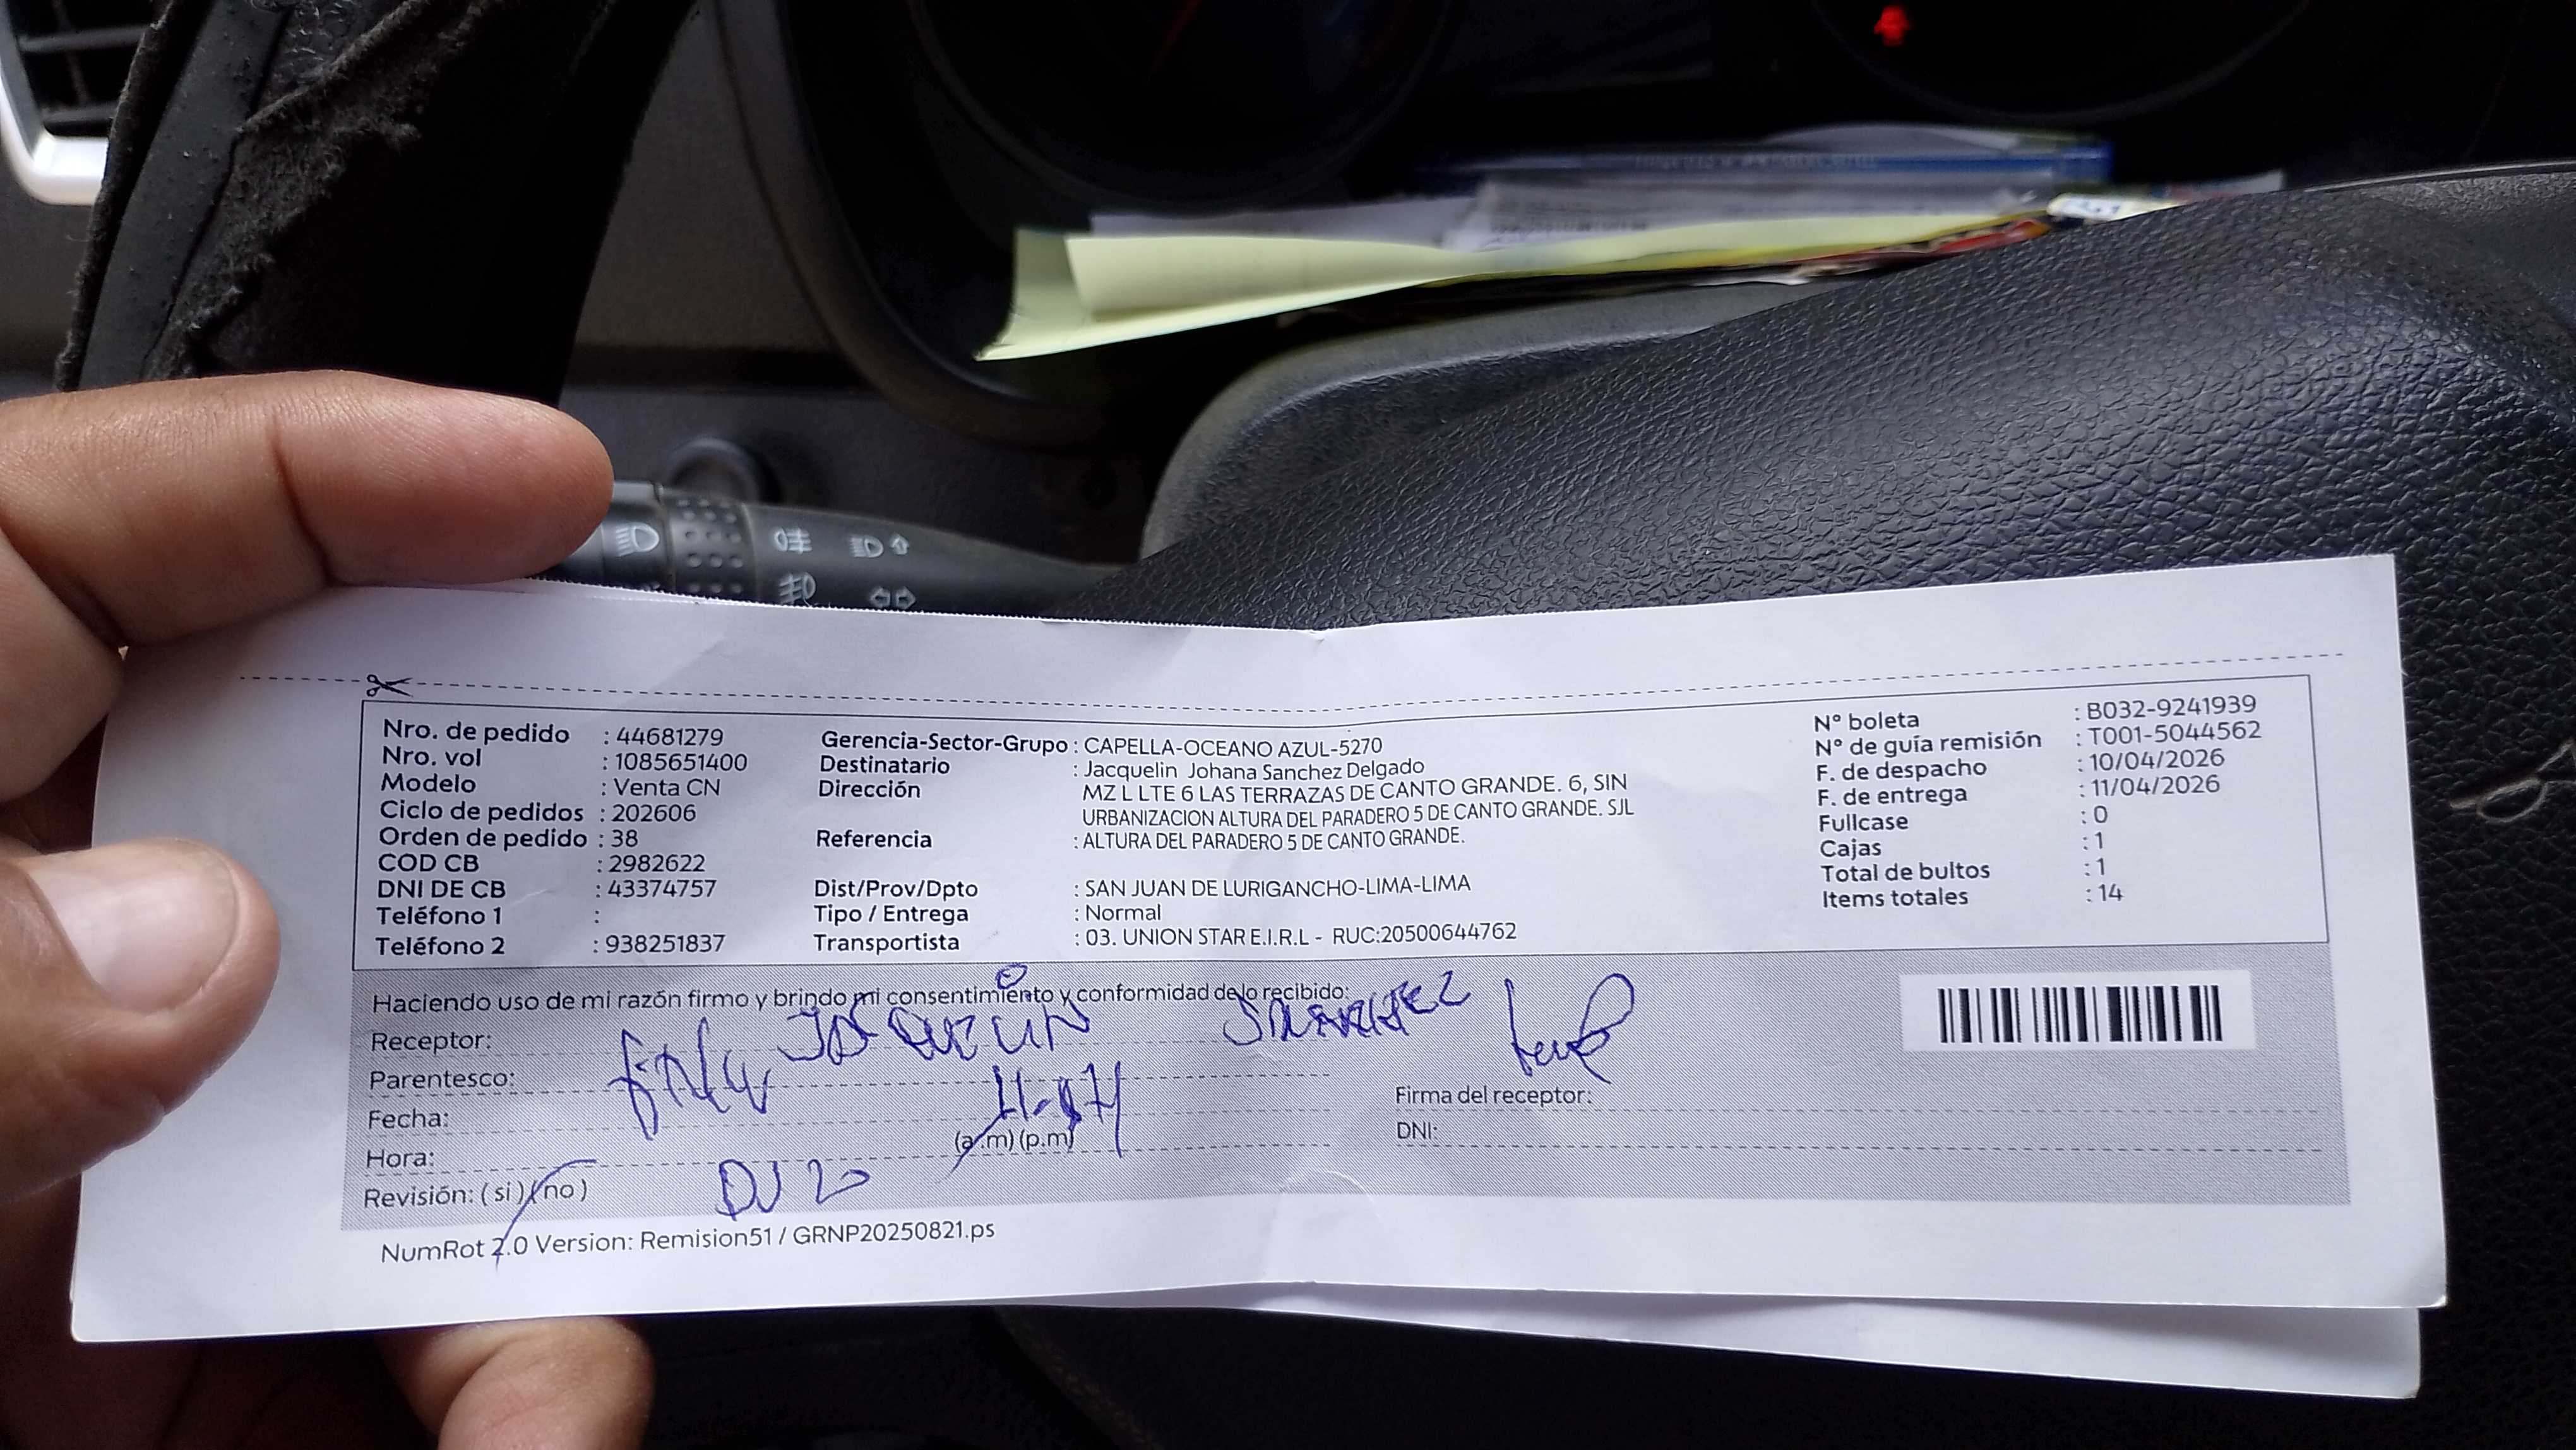 Nro. de pedido : 44681279
Nro. vol : 1085651400
Modelo : Venta CN
Ciclo de pedidos : 202606
Orden de pedido : 38
COD CB : 2982622
DNI DE CB : 43374757
Teléfono 1 :
Teléfono 2 : 938251837
Gerencia-Sector-Grupo : CAPELLA-OCEANO AZUL-5270
Destinatario : Jacquelin Johana Sanchez Delgado
Dirección MZ L LTE 6 LAS TERRAZAS DE CANTO GRANDE. 6, SIN
URBANIZACION ALTURA DEL PARADERO 5 DE CANTO GRANDE. SJL
Referencia : ALTURA DEL PARADERO 5 DE CANTO GRANDE.
Dist/Prov/Dpto : SAN JUAN DE LURIGANCHO-LIMA-LIMA
Tipo / Entrega : Normal
Transportista : 03. UNION STAR E.I.R.L - RUC:20500644762
N° boleta : B032-9241939
N° de guía remisión : T001-5044562
F. de despacho : 10/04/2026
F. de entrega : 11/04/2026
Fullcase : 0
Cajas : 1
Total de bultos : 1
Items totales : 14
Haciendo uso de mi razón firmo y brindo mi consentimiento y conformidad de lo recibido:
Receptor: SANCHEZ
Parentesco:
Fecha: 11-04
Hora: (a.m) (p.m)
Revisión: ( si ) ( no )
Firma del receptor:
DNI:
NumRot 2.0 Version: Remision51 / GRNP20250821.ps